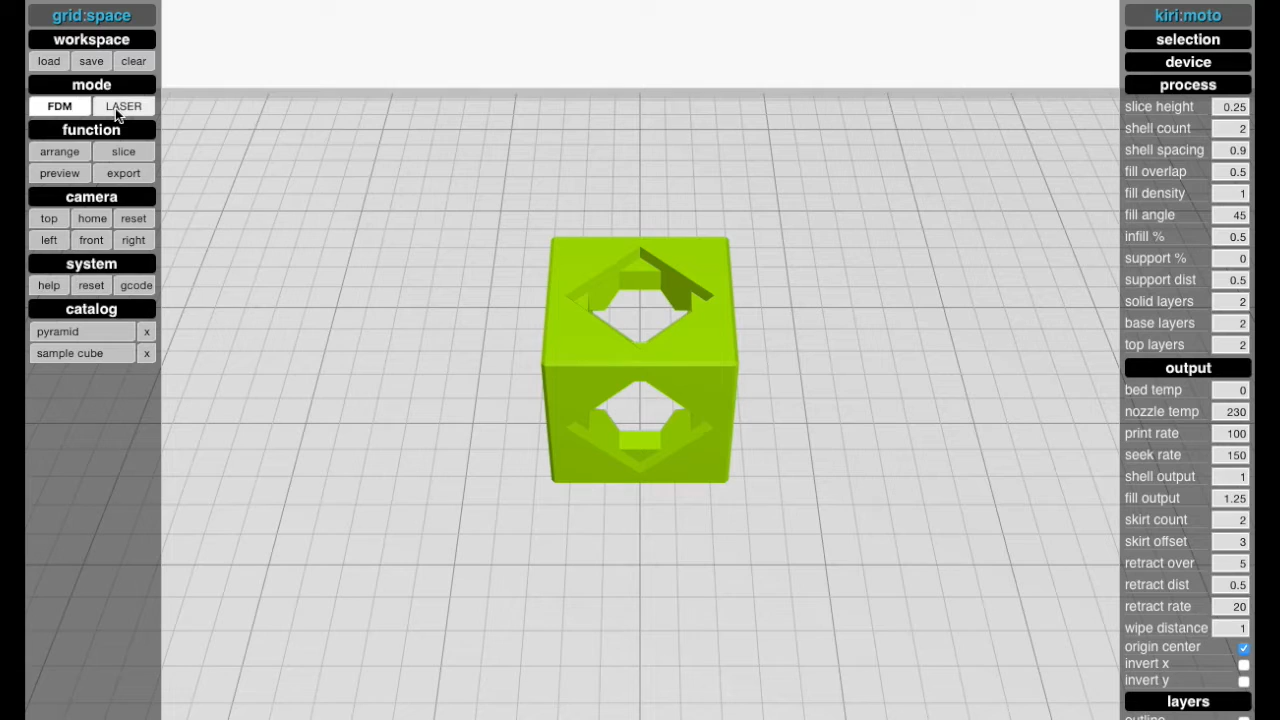 grid:space
workspace
load save clear
mode
FDM LASER
function
arrange slice
preview export
camera
top home reset
left front right
system
help reset gcode
catalog
pyramid x
sample cube x
kiri:moto
selection
device
process
slice height 0.25
shell count 2
shell spacing 0.9
fill overlap 0.5
fill density 1
fill angle 45
infill % 0.5
support % 0
support dist 0.5
solid layers 2
base layers 2
top layers 2
output
bed temp 0
nozzle temp 230
print rate 100
seek rate 150
shell output 1
fill output 1.25
skirt count 2
skirt offset 3
retract over 5
retract dist 0.5
retract rate 20
wipe distance 1
origin center
invert x
invert y
layers